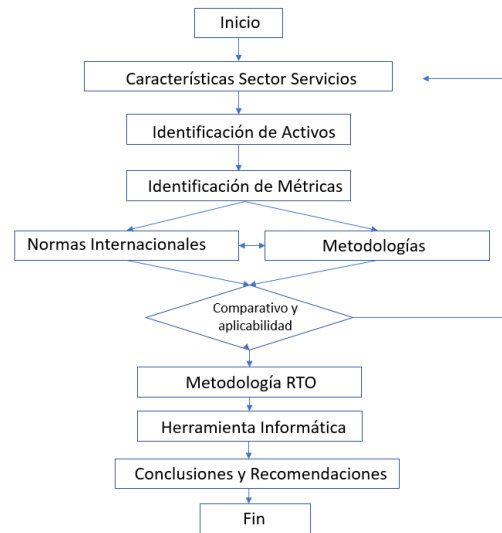 Inicio
Características Sector Servicios
Identificación de Activos
Identificación de Métricas
Normas Internacionales
Metodologías
Comparativo y
aplicabilidad
Metodología RTO
Herramienta Informática
Conclusiones y Recomendaciones
Fin